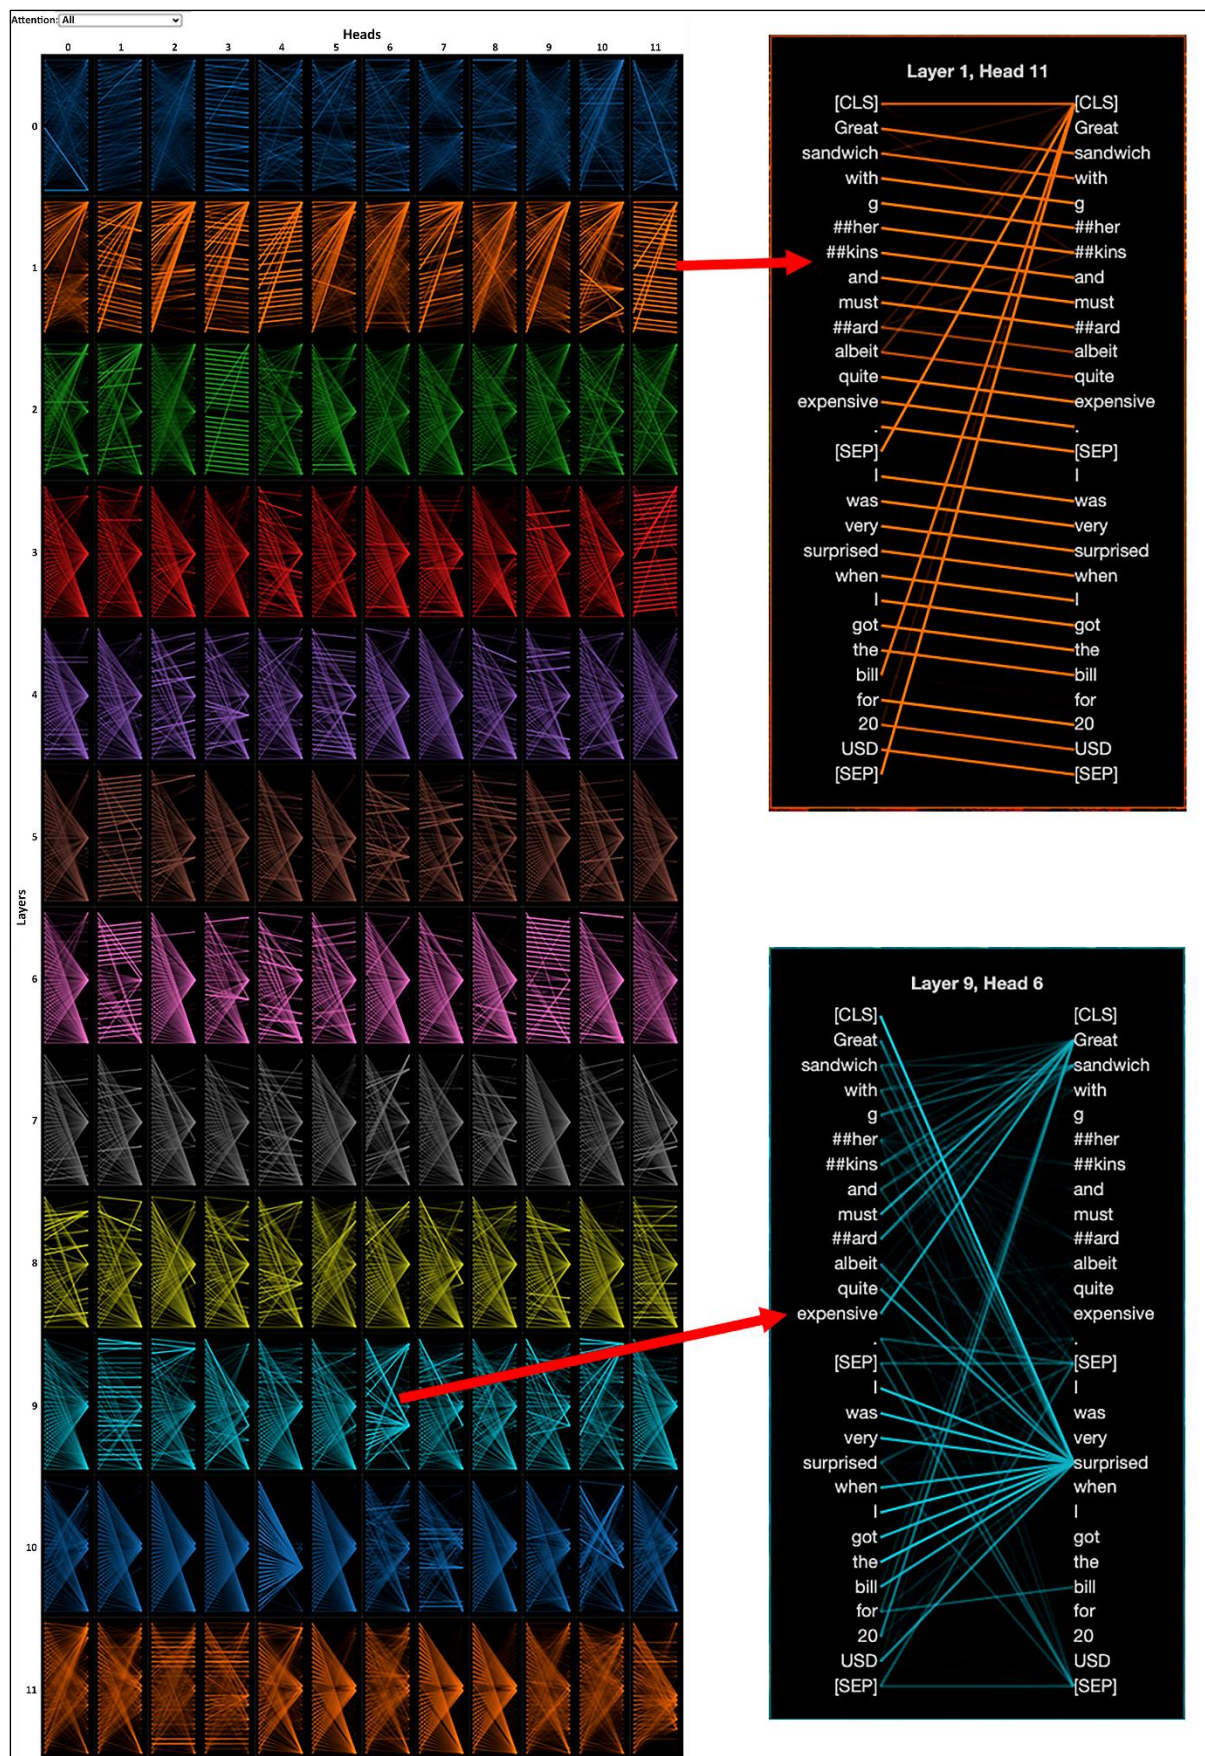 Attention: All
Heads
0 1 2 3 4 5 6 7 8 9 10 11
Layers
0
1
2
3
4
5
6
7
8
9
10
11
Layer 1, Head 11
[CLS] [CLS]
Great Great
sandwich sandwich
with with
g g
##her ##her
##kins ##kins
and and
must must
##ard ##ard
albeit albeit
quite quite
expensive expensive
. .
[SEP] [SEP]
I I
was was
very very
surprised surprised
when when
I I
got got
the the
bill bill
for for
20 20
USD USD
[SEP] [SEP]
Layer 9, Head 6
[CLS] [CLS]
Great Great
sandwich sandwich
with with
g g
##her ##her
##kins ##kins
and and
must must
##ard ##ard
albeit albeit
quite quite
expensive expensive
. .
[SEP] [SEP]
I I
was was
very very
surprised surprised
when when
I I
got got
the the
bill bill
for for
20 20
USD USD
[SEP] [SEP]